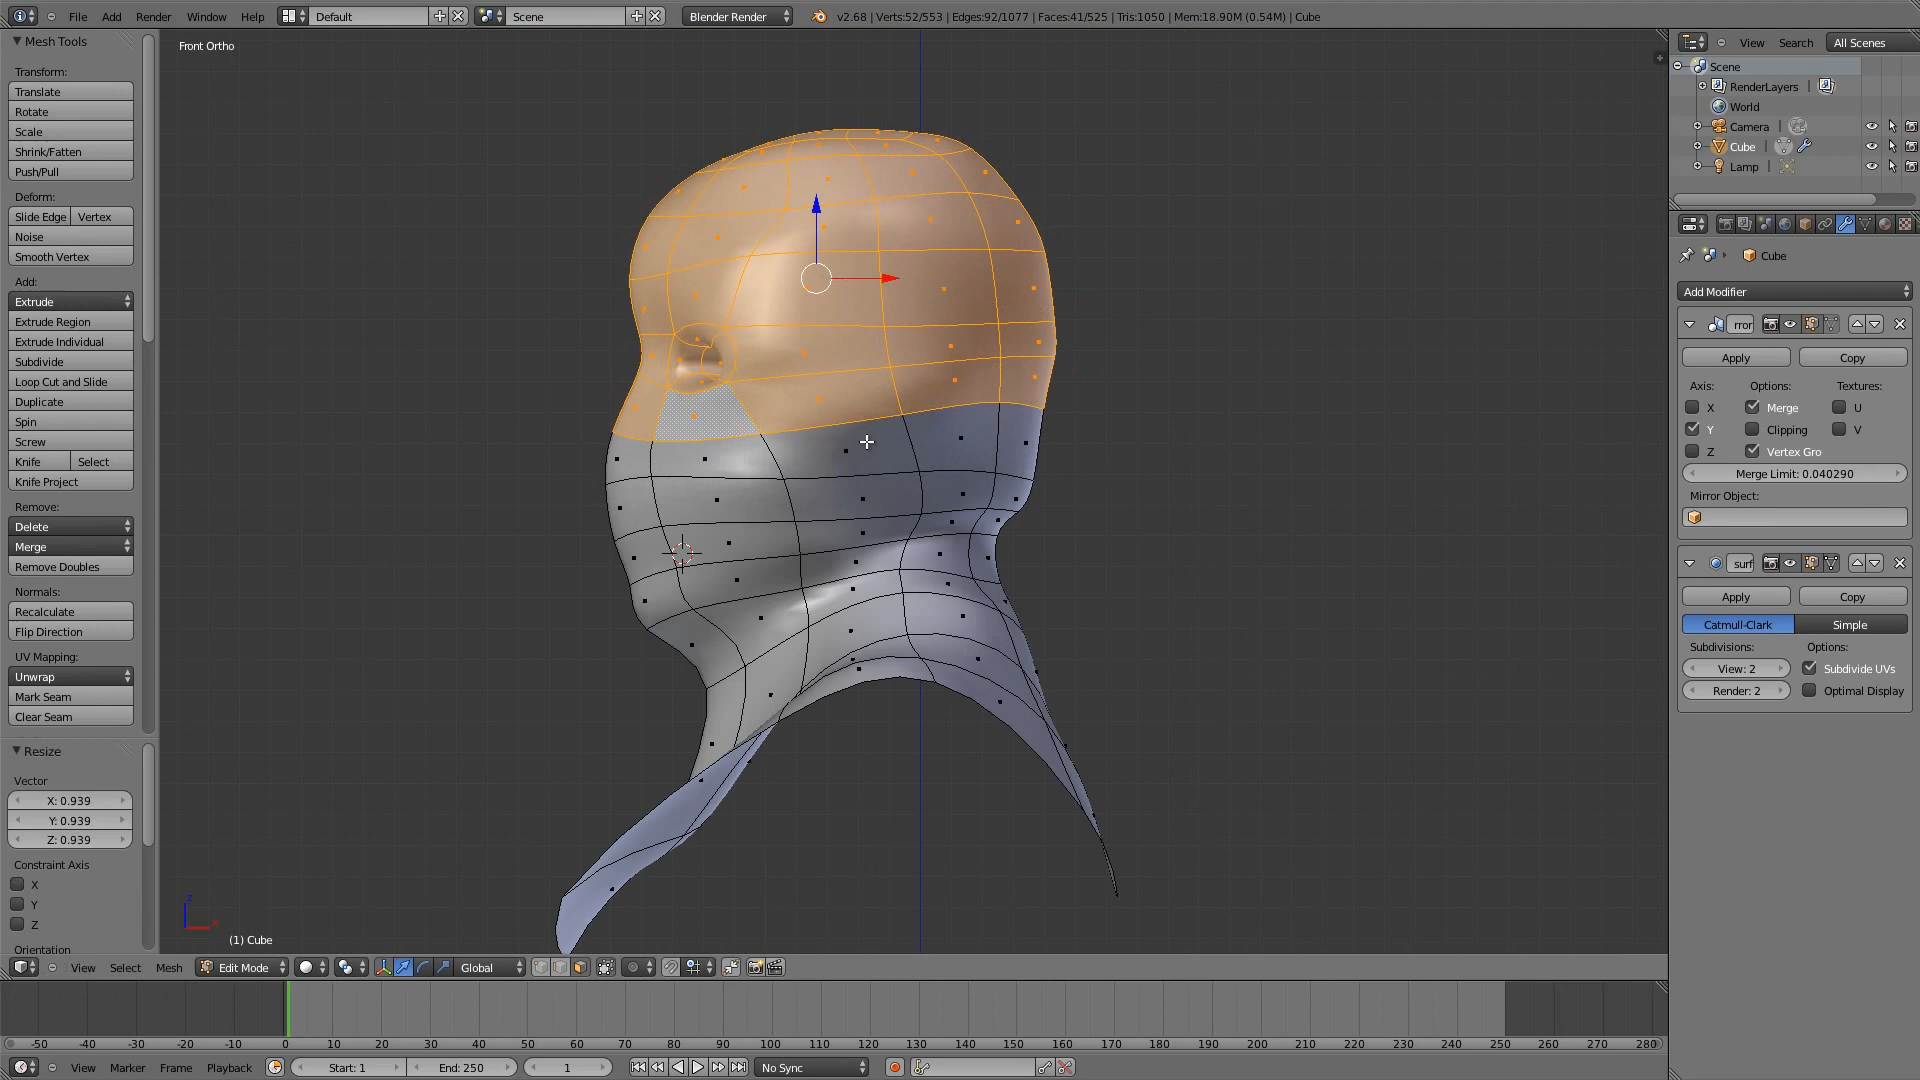 File Add Render Window Help Default Scene Blender Render v2.68 | Verts:52/553 | Edges:92/1077 | Faces:41/525 | Tris:1050 | Mem:18.90M (0.54M) | Cube
Mesh Tools
Transform:
Translate
Rotate
Scale
Shrink/Fatten
Push/Pull
Deform:
Slide Edge Vertex
Noise
Smooth Vertex
Add:
Extrude
Extrude Region
Extrude Individual
Subdivide
Loop Cut and Slide
Duplicate
Spin
Screw
Knife Select
Knife Project
Remove:
Delete
Merge
Remove Doubles
Normals:
Recalculate
Flip Direction
UV Mapping:
Unwrap
Mark Seam
Clear Seam
Resize
Vector
X: 0.939
Y: 0.939
Z: 0.939
Constraint Axis
X
Y
Z
Orientation
Front Ortho
z
x
(1) Cube
View Select Mesh Edit Mode Global
View Search All Scenes
Scene
RenderLayers |
World
Camera |
Cube |
Lamp |
Cube
Add Modifier
rror
Apply Copy
Axis: Options: Textures:
X Merge U
Y Clipping V
Z Vertex Gro
Merge Limit: 0.040290
Mirror Object:
surf
Apply Copy
Catmull-Clark Simple
Subdivisions: Options:
View: 2 Subdivide UVs
Render: 2 Optimal Display
-50 -40 -30 -20 -10 0 10 20 30 40 50 60 70 80 90 100 110 120 130 140 150 160 170 180 190 200 210 220 230 240 250 260 270 280
View Marker Frame Playback Start: 1 End: 250 1 No Sync